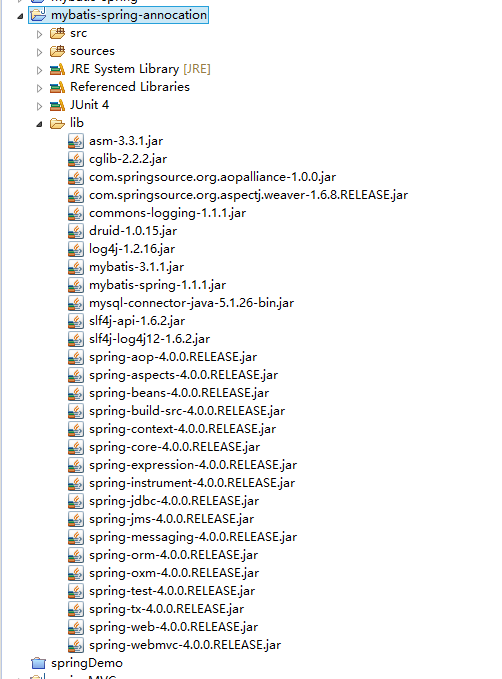 mybatis-spring-annocation
src
sources
JRE System Library [JRE]
Referenced Libraries
JUnit 4
lib
asm-3.3.1.jar
cglib-2.2.2.jar
com.springsource.org.aopalliance-1.0.0.jar
com.springsource.org.aspectj.weaver-1.6.8.RELEASE.jar
commons-logging-1.1.1.jar
druid-1.0.15.jar
log4j-1.2.16.jar
mybatis-3.1.1.jar
mybatis-spring-1.1.1.jar
mysql-connector-java-5.1.26-bin.jar
slf4j-api-1.6.2.jar
slf4j-log4j12-1.6.2.jar
spring-aop-4.0.0.RELEASE.jar
spring-aspects-4.0.0.RELEASE.jar
spring-beans-4.0.0.RELEASE.jar
spring-build-src-4.0.0.RELEASE.jar
spring-context-4.0.0.RELEASE.jar
spring-core-4.0.0.RELEASE.jar
spring-expression-4.0.0.RELEASE.jar
spring-instrument-4.0.0.RELEASE.jar
spring-jdbc-4.0.0.RELEASE.jar
spring-jms-4.0.0.RELEASE.jar
spring-messaging-4.0.0.RELEASE.jar
spring-orm-4.0.0.RELEASE.jar
spring-oxm-4.0.0.RELEASE.jar
spring-test-4.0.0.RELEASE.jar
spring-tx-4.0.0.RELEASE.jar
spring-web-4.0.0.RELEASE.jar
spring-webmvc-4.0.0.RELEASE.jar
springDemo